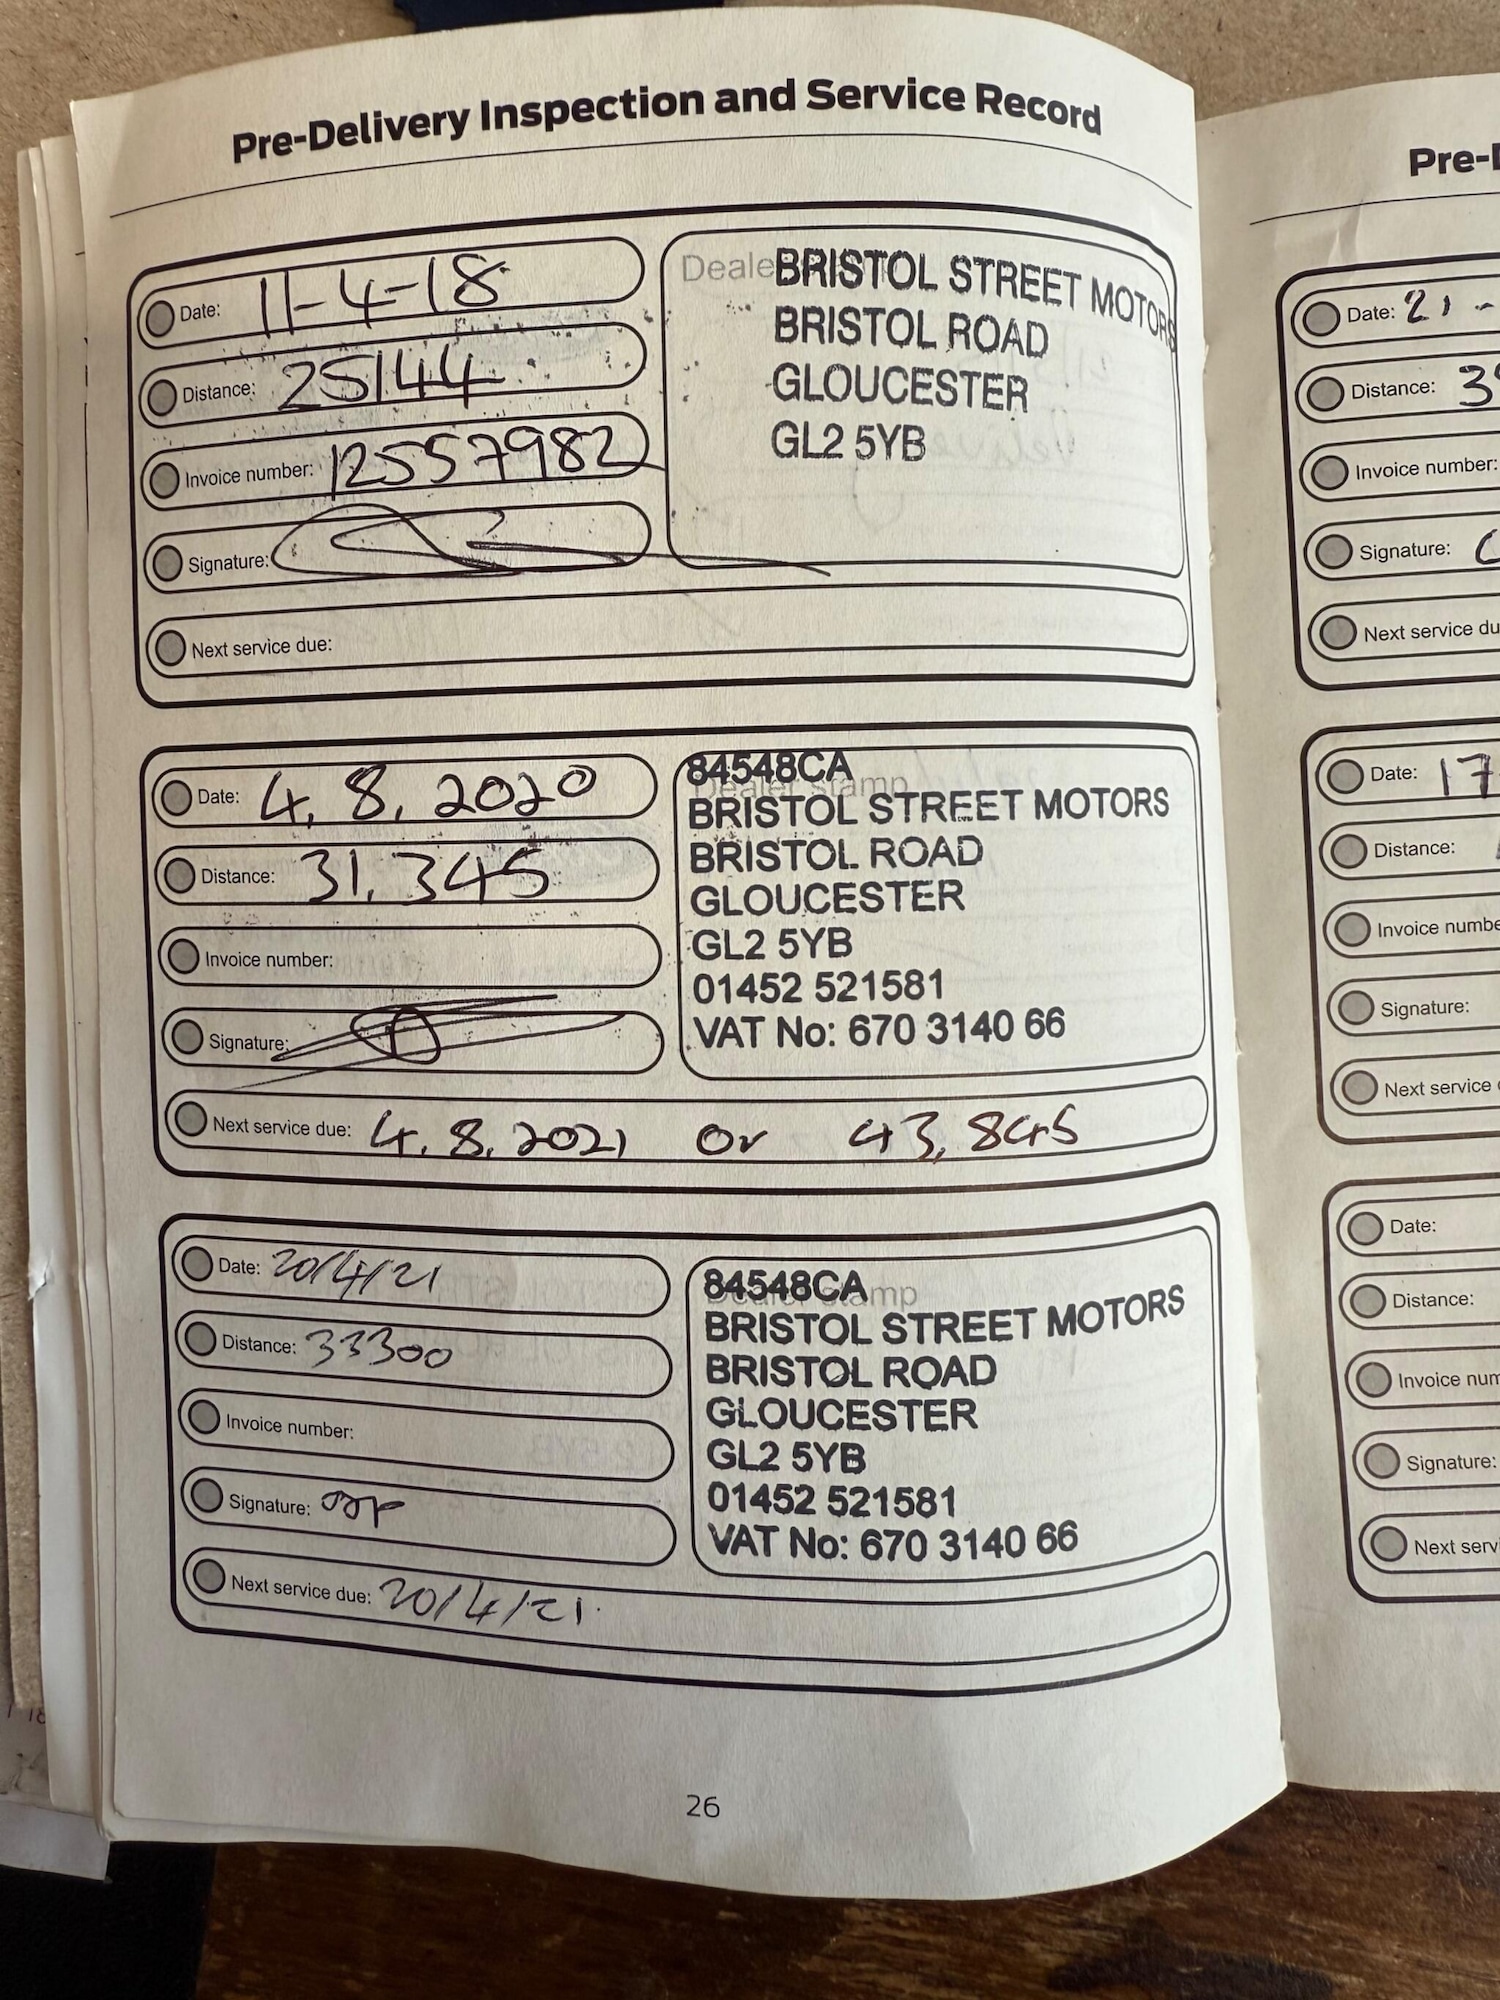 Pre-Delivery Inspection and Service Record
Date: 11-4-18
Distance: 25144
Invoice number: 12557982
Signature:
Next service due:
BRISTOL STREET MOTORS
BRISTOL ROAD
GLOUCESTER
GL2 5YB
Date: 4.8.2020
Distance: 31,345
Invoice number:
Signature:
Next service due: 4.8.2021 or 43,845
Dealer stamp
84548CA
BRISTOL STREET MOTORS
BRISTOL ROAD
GLOUCESTER
GL2 5YB
01452 521581
VAT No: 670 3140 66
Date: 20/4/21
Distance: 33300
Invoice number:
Signature:
Next service due: 20/4/21
Dealer stamp
84548CA
BRISTOL STREET MOTORS
BRISTOL ROAD
GLOUCESTER
GL2 5YB
01452 521581
VAT No: 670 3140 66
26
Date: 21
Distance:
Invoice number:
Signature:
Next service
Date: 17
Distance:
Invoice
Signature:
Next service
Date:
Distance:
Invoice
Signature:
Next